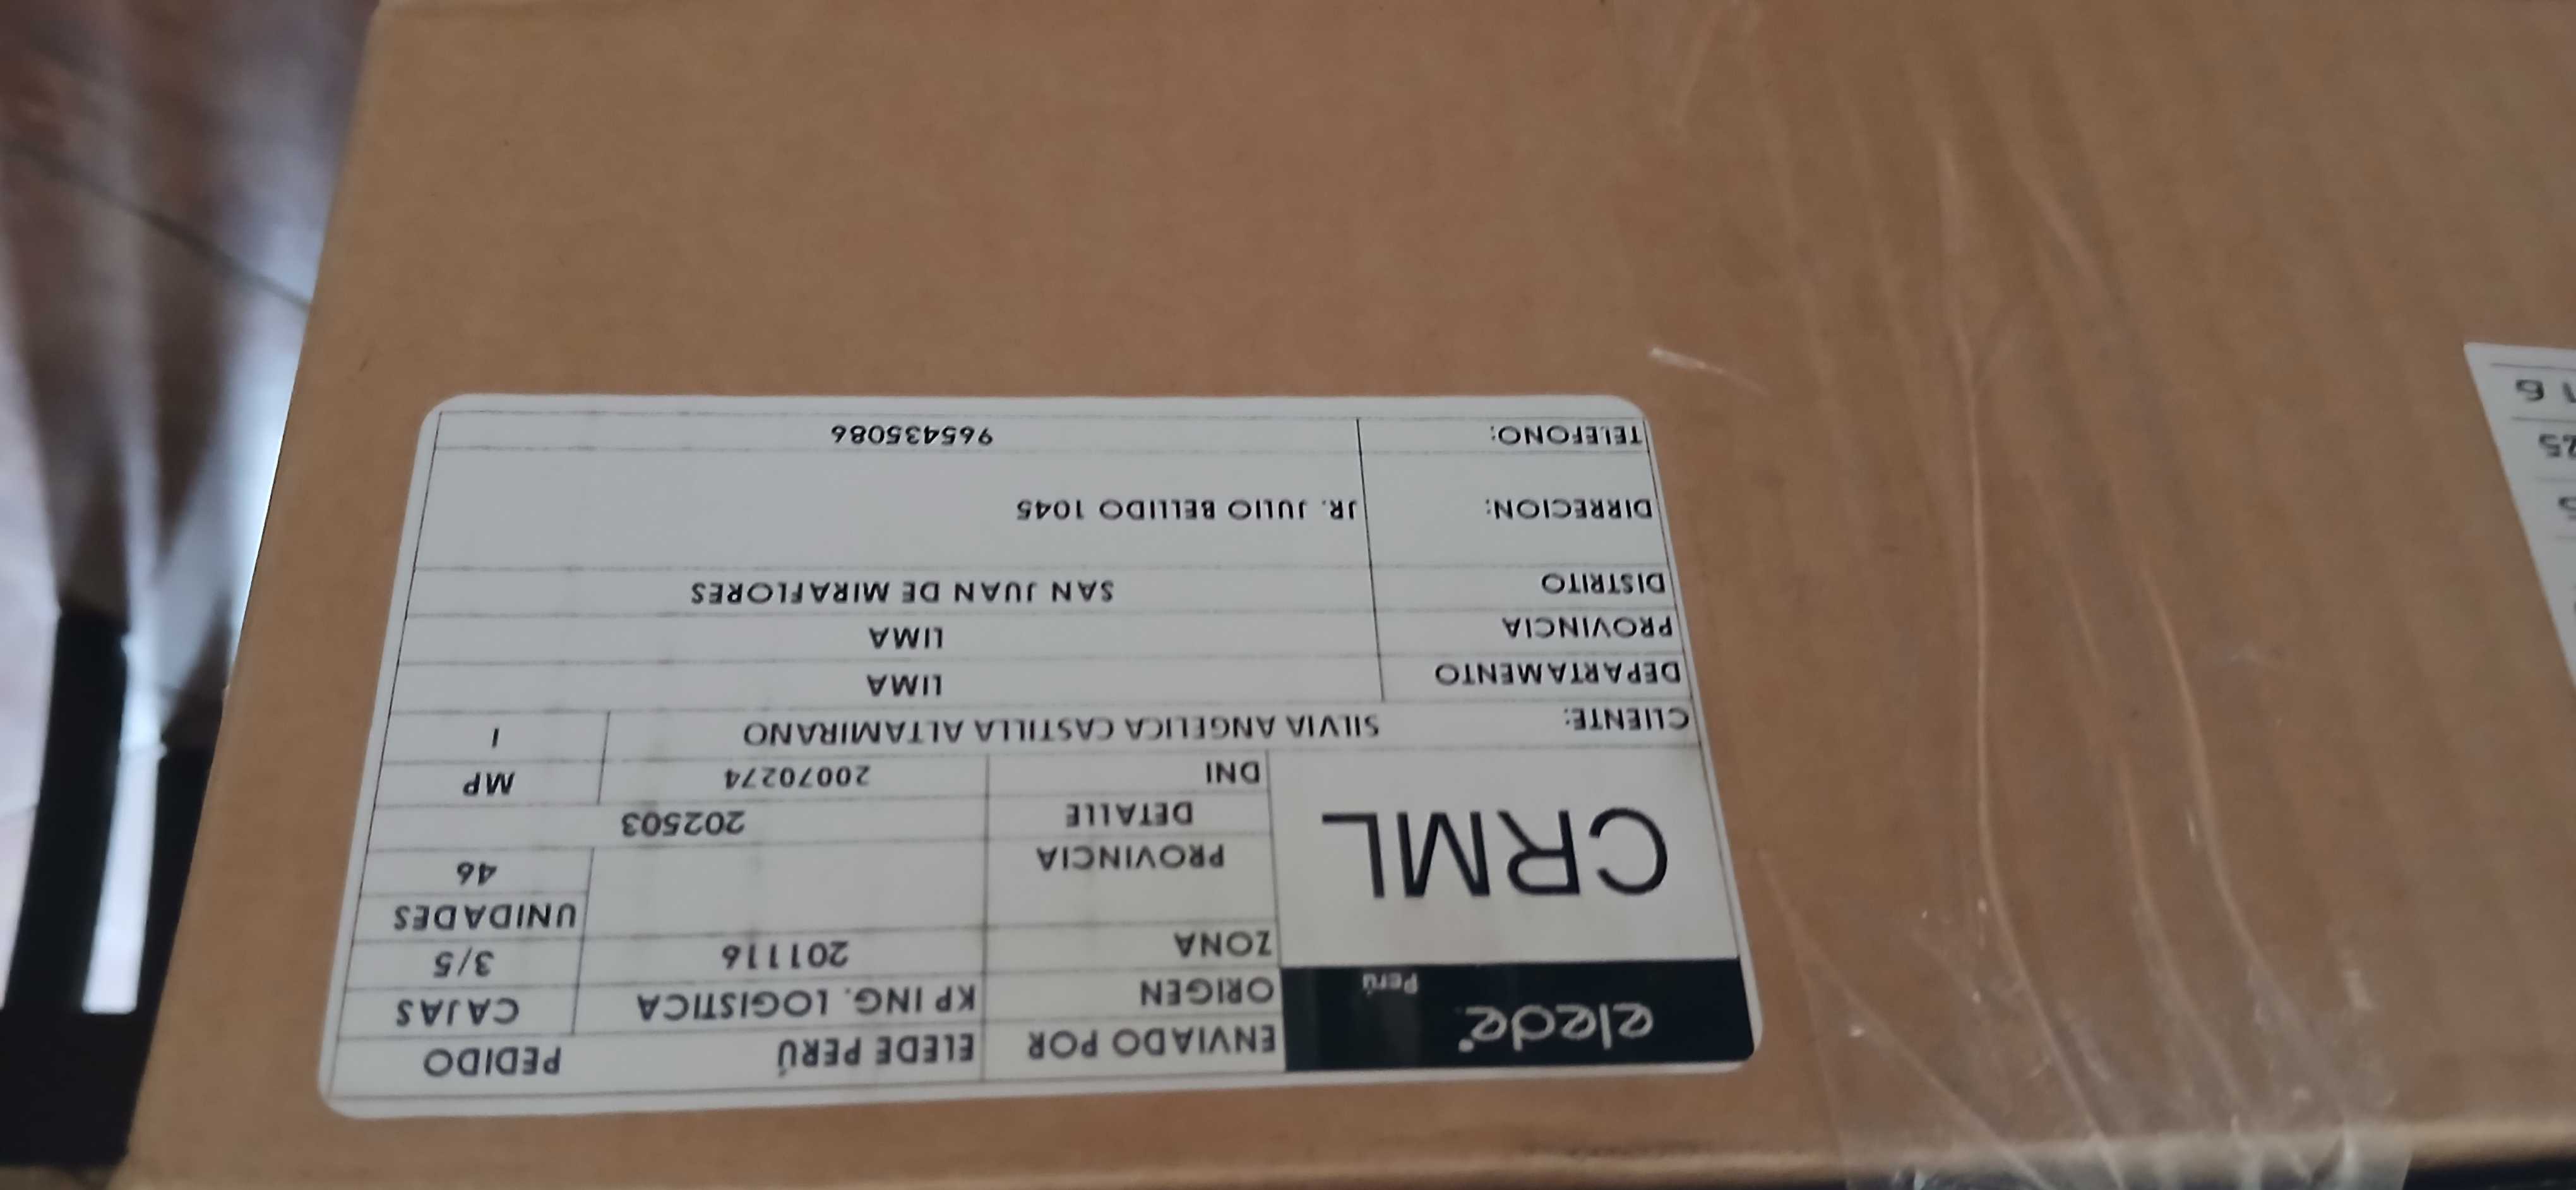 elede
Perú
ENVIADO POR ELEDE PERÚ PEDIDO
ORIGEN KP ING. LOGISTICA CAJAS
ZONA 201116 3/5
UNIDADES
CRML
PROVINCIA 46
DETALLE 202503
DNI 20070274 MP
CLIENTE: SILVIA ANGELICA CASTILLA ALTAMIRANO I
DEPARTAMENTO LIMA
PROVINCIA LIMA
DISTRITO SAN JUAN DE MIRAFLORES
DIRRECION: JR. JULIO BELLIDO 1045
TELEFONO: 965435086